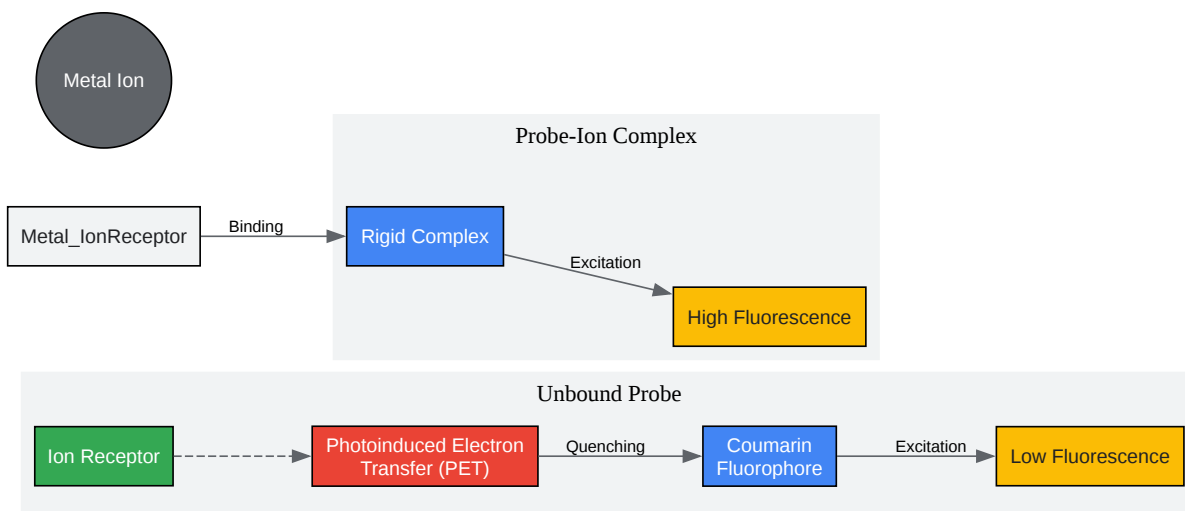 Metal Ion
Probe-Ion Complex
Metal_IonReceptor
Binding
Rigid Complex
Excitation
High Fluorescence
Unbound Probe
Ion Receptor
Photoinduced Electron
Transfer (PET)
Quenching
Coumarin
Fluorophore
Excitation
Low Fluorescence